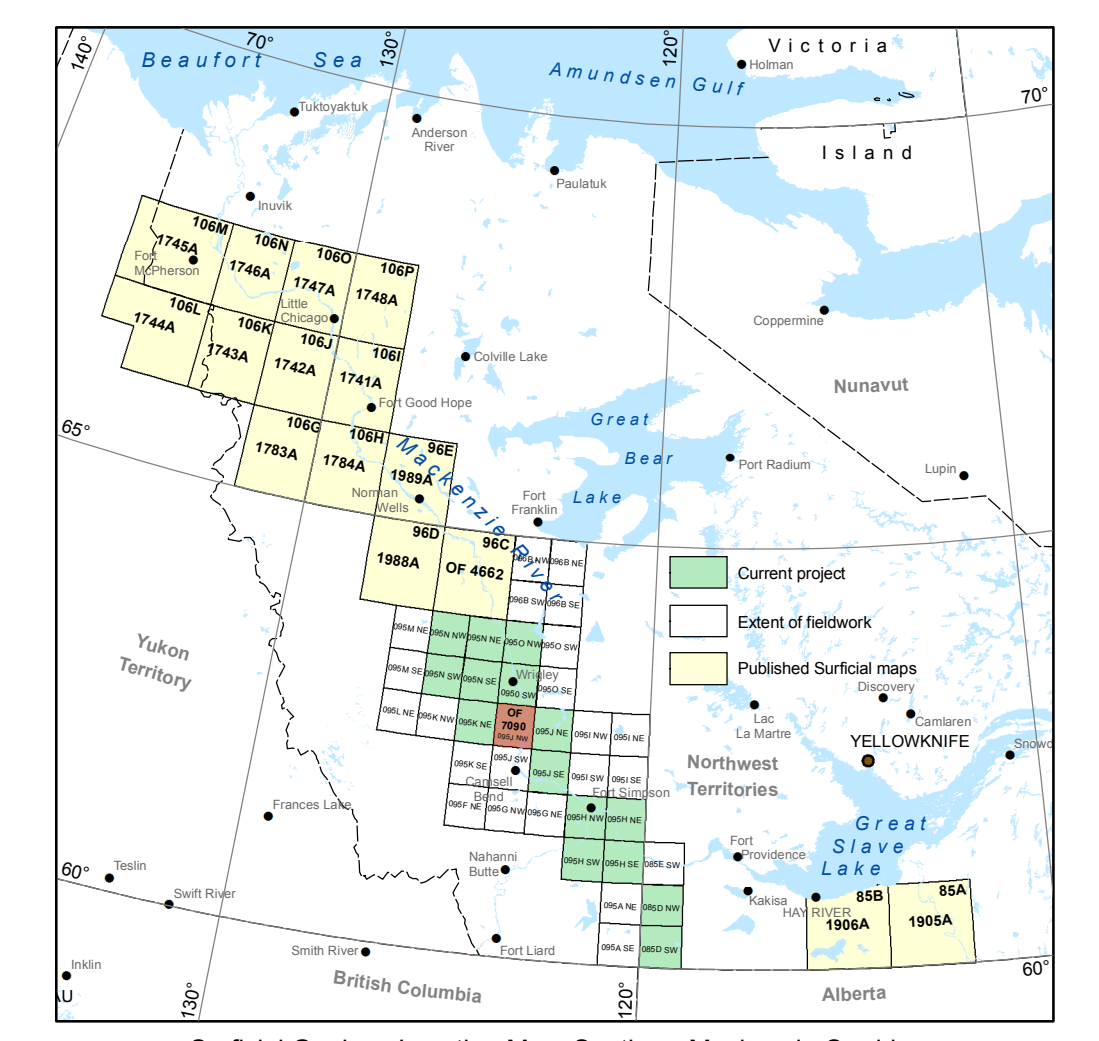 Victoria
Holman
140°
70°
130°
120°
Beaufort Sea
Amundsen Gulf
70°
Tuktoyaktuk
Anderson
River
Island
Paulatuk
Inuvik
106M
1745A
Fort
McPherson
106N
1746A
106O
1747A
106P
1748A
Little
Chicago
106L
1744A
106K
1743A
106J
1742A
106I
1741A
Coppermine
Colville Lake
Nunavut
Fort Good Hope
65°
106G
1783A
106H
1784A
96E
1989A
Mackenzie River
Great
Bear
Lake
Port Radium
Lupin
Norman
Wells
Fort
Franklin
96D
1988A
96C
OF 4662
096B NW
096B NE
096B SW
096B SE
Current project
Extent of fieldwork
Published Surficial maps
095M NE
095N NW
095N NE
095O NW
095O SW
Yukon
Territory
095M SE
095N SW
095N SE
Wrigley
0950 SW
095O SE
Discovery
Camlaren
Lac
La Martre
095L NE
095K NW
095K NE
OF
7090
095J NW
095J NE
095I NW
095I NE
YELLOWKNIFE
Snowd
Northwest
Territories
095K SE
095J SW
095J SE
095I SW
095I SE
Camsell
Bend
Fort Simpson
Frances Lake
095F NE
095G NW
095G NE
095H NW
095H NE
Great
Slave
Lake
Fort
Providence
Nahanni
Butte
095H SW
095H SE
085E SW
60°
Teslin
Swift River
Kakisa
HAY RIVER
85B
1906A
85A
1905A
095A NE
085D NW
Smith River
Fort Liard
095A SE
085D SW
Inklin
AU
British Columbia
Alberta
60°
130°
120°